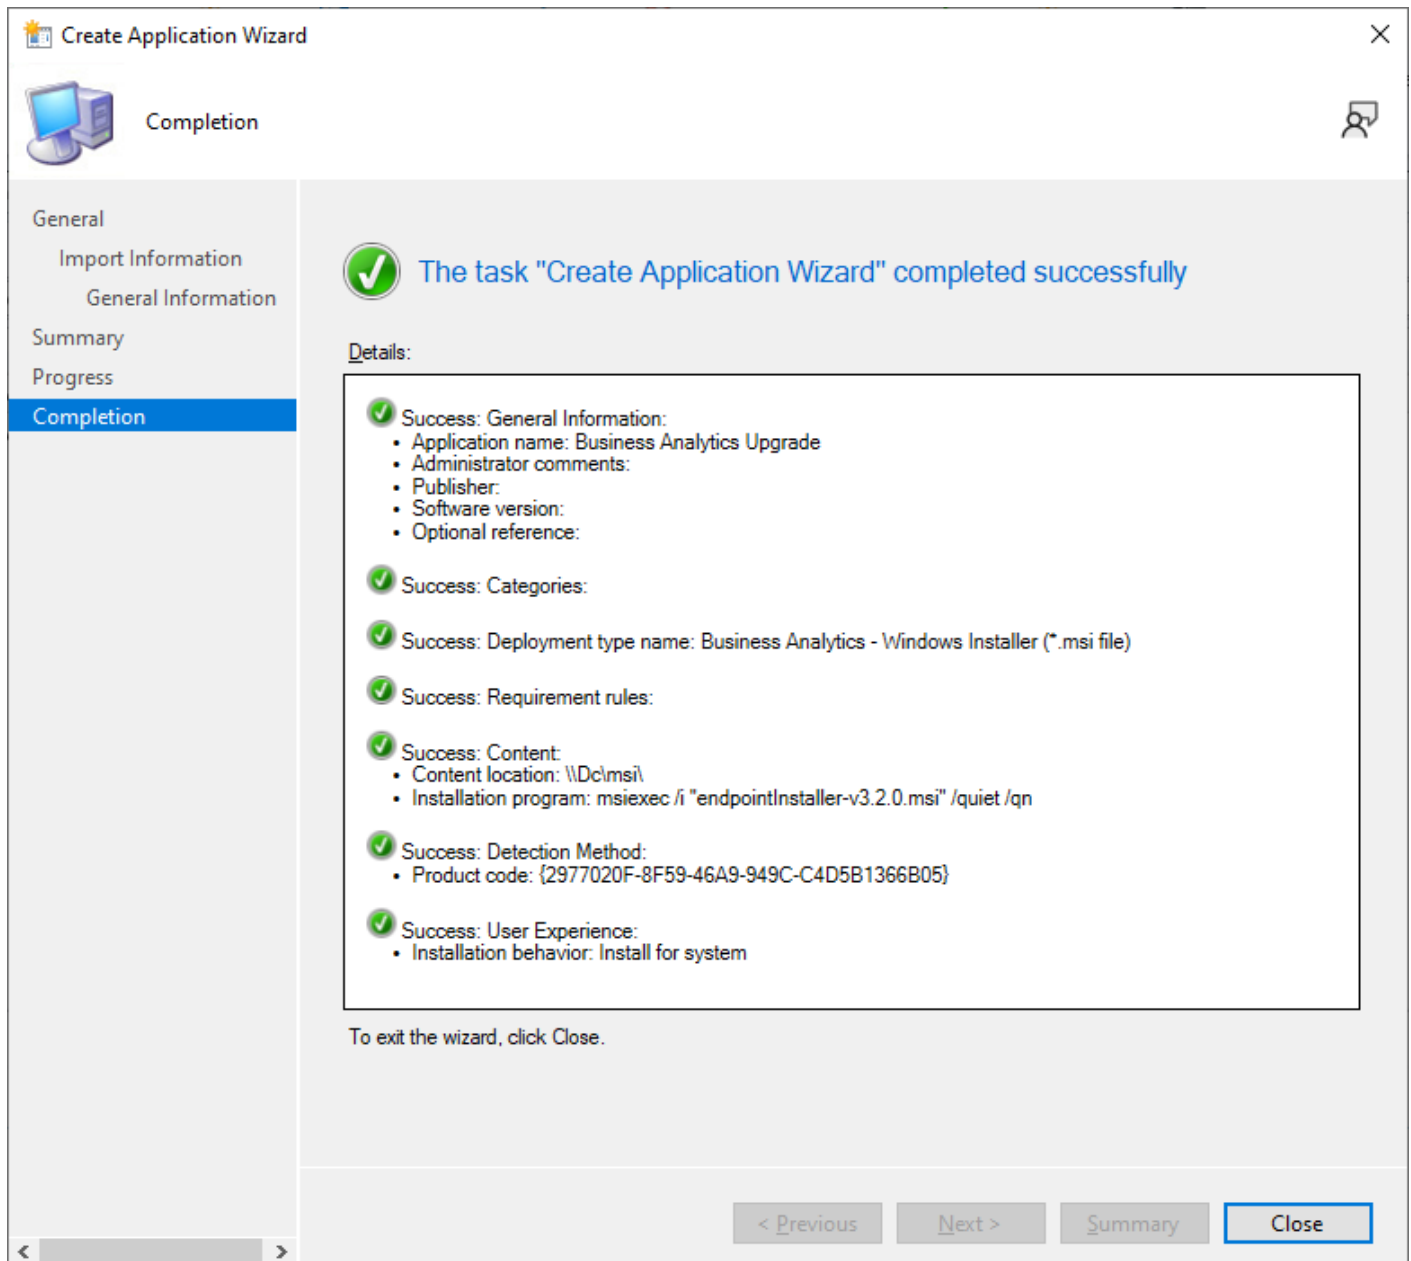 Create Application Wizard
Completion
General
Import Information
General Information
Summary
Progress
Completion
The task "Create Application Wizard" completed successfully
Details:
Success: General Information:
• Application name: Business Analytics Upgrade
• Administrator comments:
• Publisher:
• Software version:
• Optional reference:
Success: Categories:
Success: Deployment type name: Business Analytics - Windows Installer (*.msi file)
Success: Requirement rules:
Success: Content:
• Content location: \\Dc\msi\
• Installation program: msiexec /i "endpointInstaller-v3.2.0.msi" /quiet /qn
Success: Detection Method:
• Product code: {2977020F-8F59-46A9-949C-C4D5B1366B05}
Success: User Experience:
• Installation behavior: Install for system
To exit the wizard, click Close.
< Previous
Next >
Summary
Close